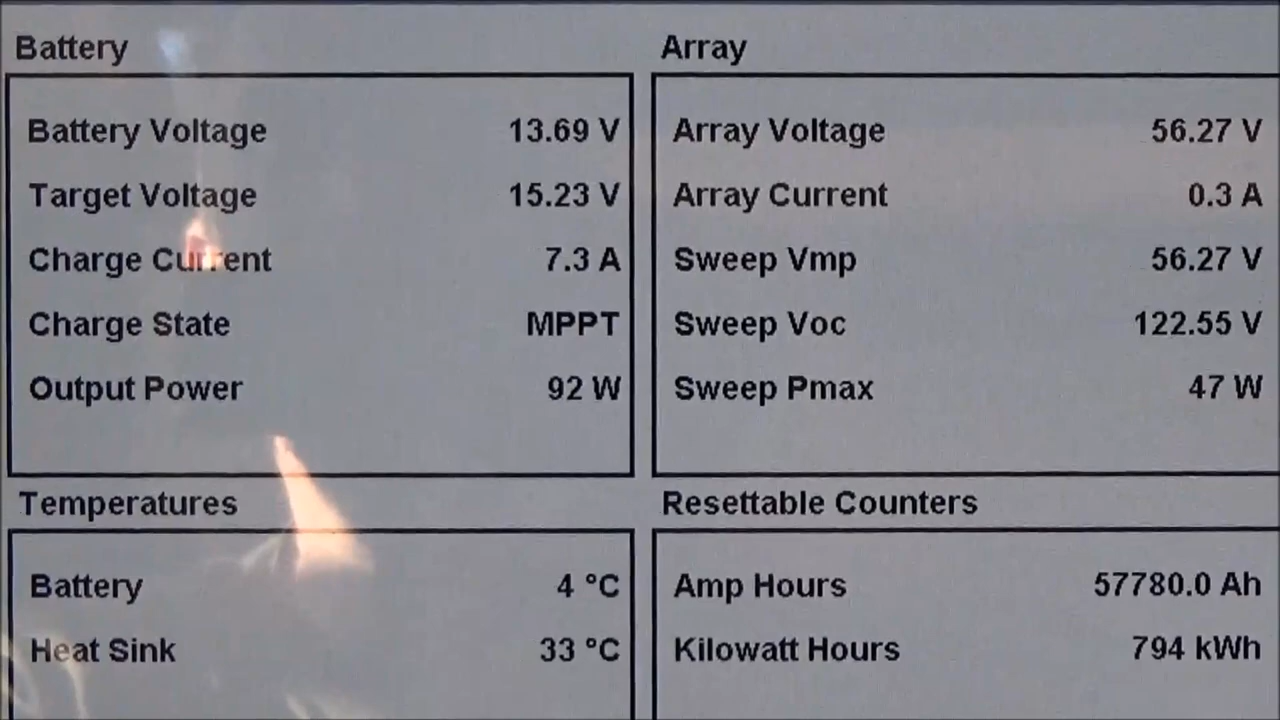 Battery
Battery Voltage 13.69 V
Target Voltage 15.23 V
Charge Current 7.3 A
Charge State MPPT
Output Power 92 W
Array
Array Voltage 56.27 V
Array Current 0.3 A
Sweep Vmp 56.27 V
Sweep Voc 122.55 V
Sweep Pmax 47 W
Temperatures
Battery 4 °C
Heat Sink 33 °C
Resettable Counters
Amp Hours 57780.0 Ah
Kilowatt Hours 794 kWh